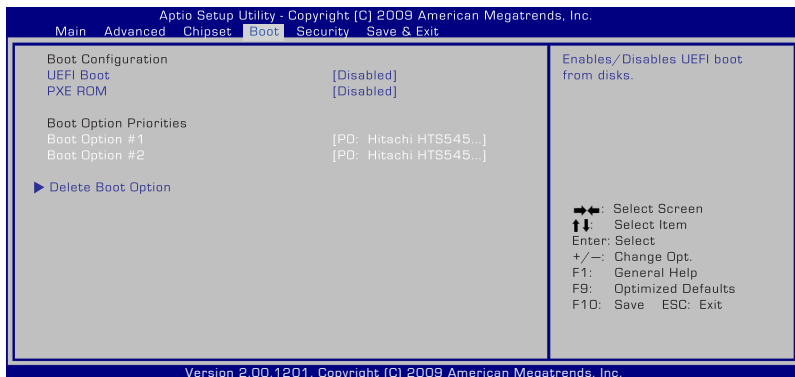 Aptio Setup Utility - Copyright (C) 2009 American Megatrends, Inc.
Main Advanced Chipset Boot Security Save & Exit
Boot Configuration
UEFI Boot [Disabled]
PXE ROM [Disabled]
Boot Option Priorities
Boot Option #1 [P0: Hitachi HTS545...]
Boot Option #2 [P0: Hitachi HTS545...]
▶ Delete Boot Option
Enables/Disables UEFI boot
from disks.
➡⬅: Select Screen
⬆⬇: Select Item
Enter: Select
+/—: Change Opt.
F1: General Help
F9: Optimized Defaults
F10: Save ESC: Exit
Version 2.00.1201. Copyright (C) 2009 American Megatrends, Inc.